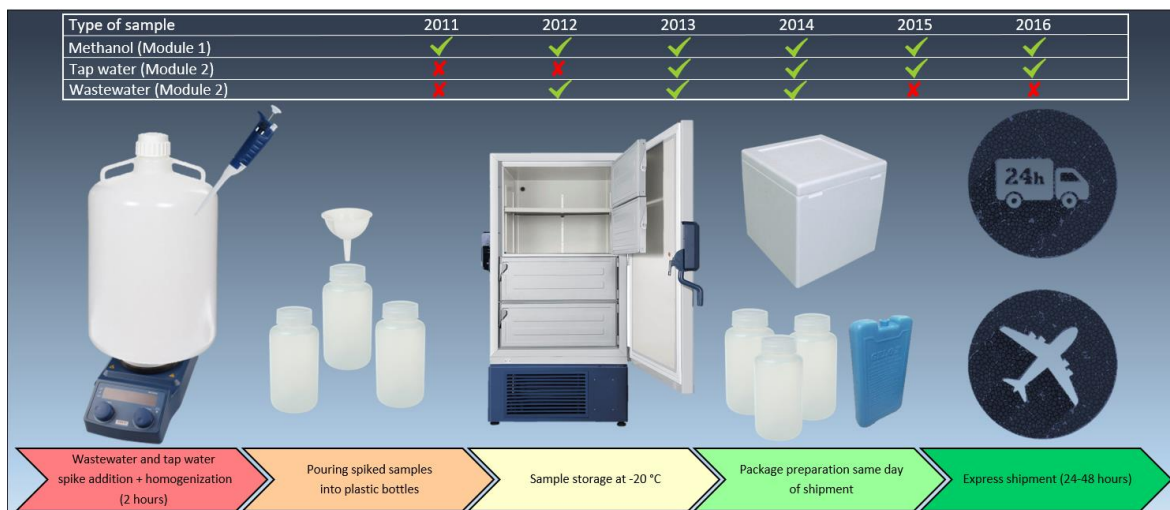 Type of sample 2011 2012 2013 2014 2015 2016
Methanol (Module 1)
Tap water (Module 2)
Wastewater (Module 2)
24h
Wastewater and tap water
spike addition + homogenization
(2 hours)
Pouring spiked samples
into plastic bottles
Sample storage at -20 °C
Package preparation same day
of shipment
Express shipment (24-48 hours)